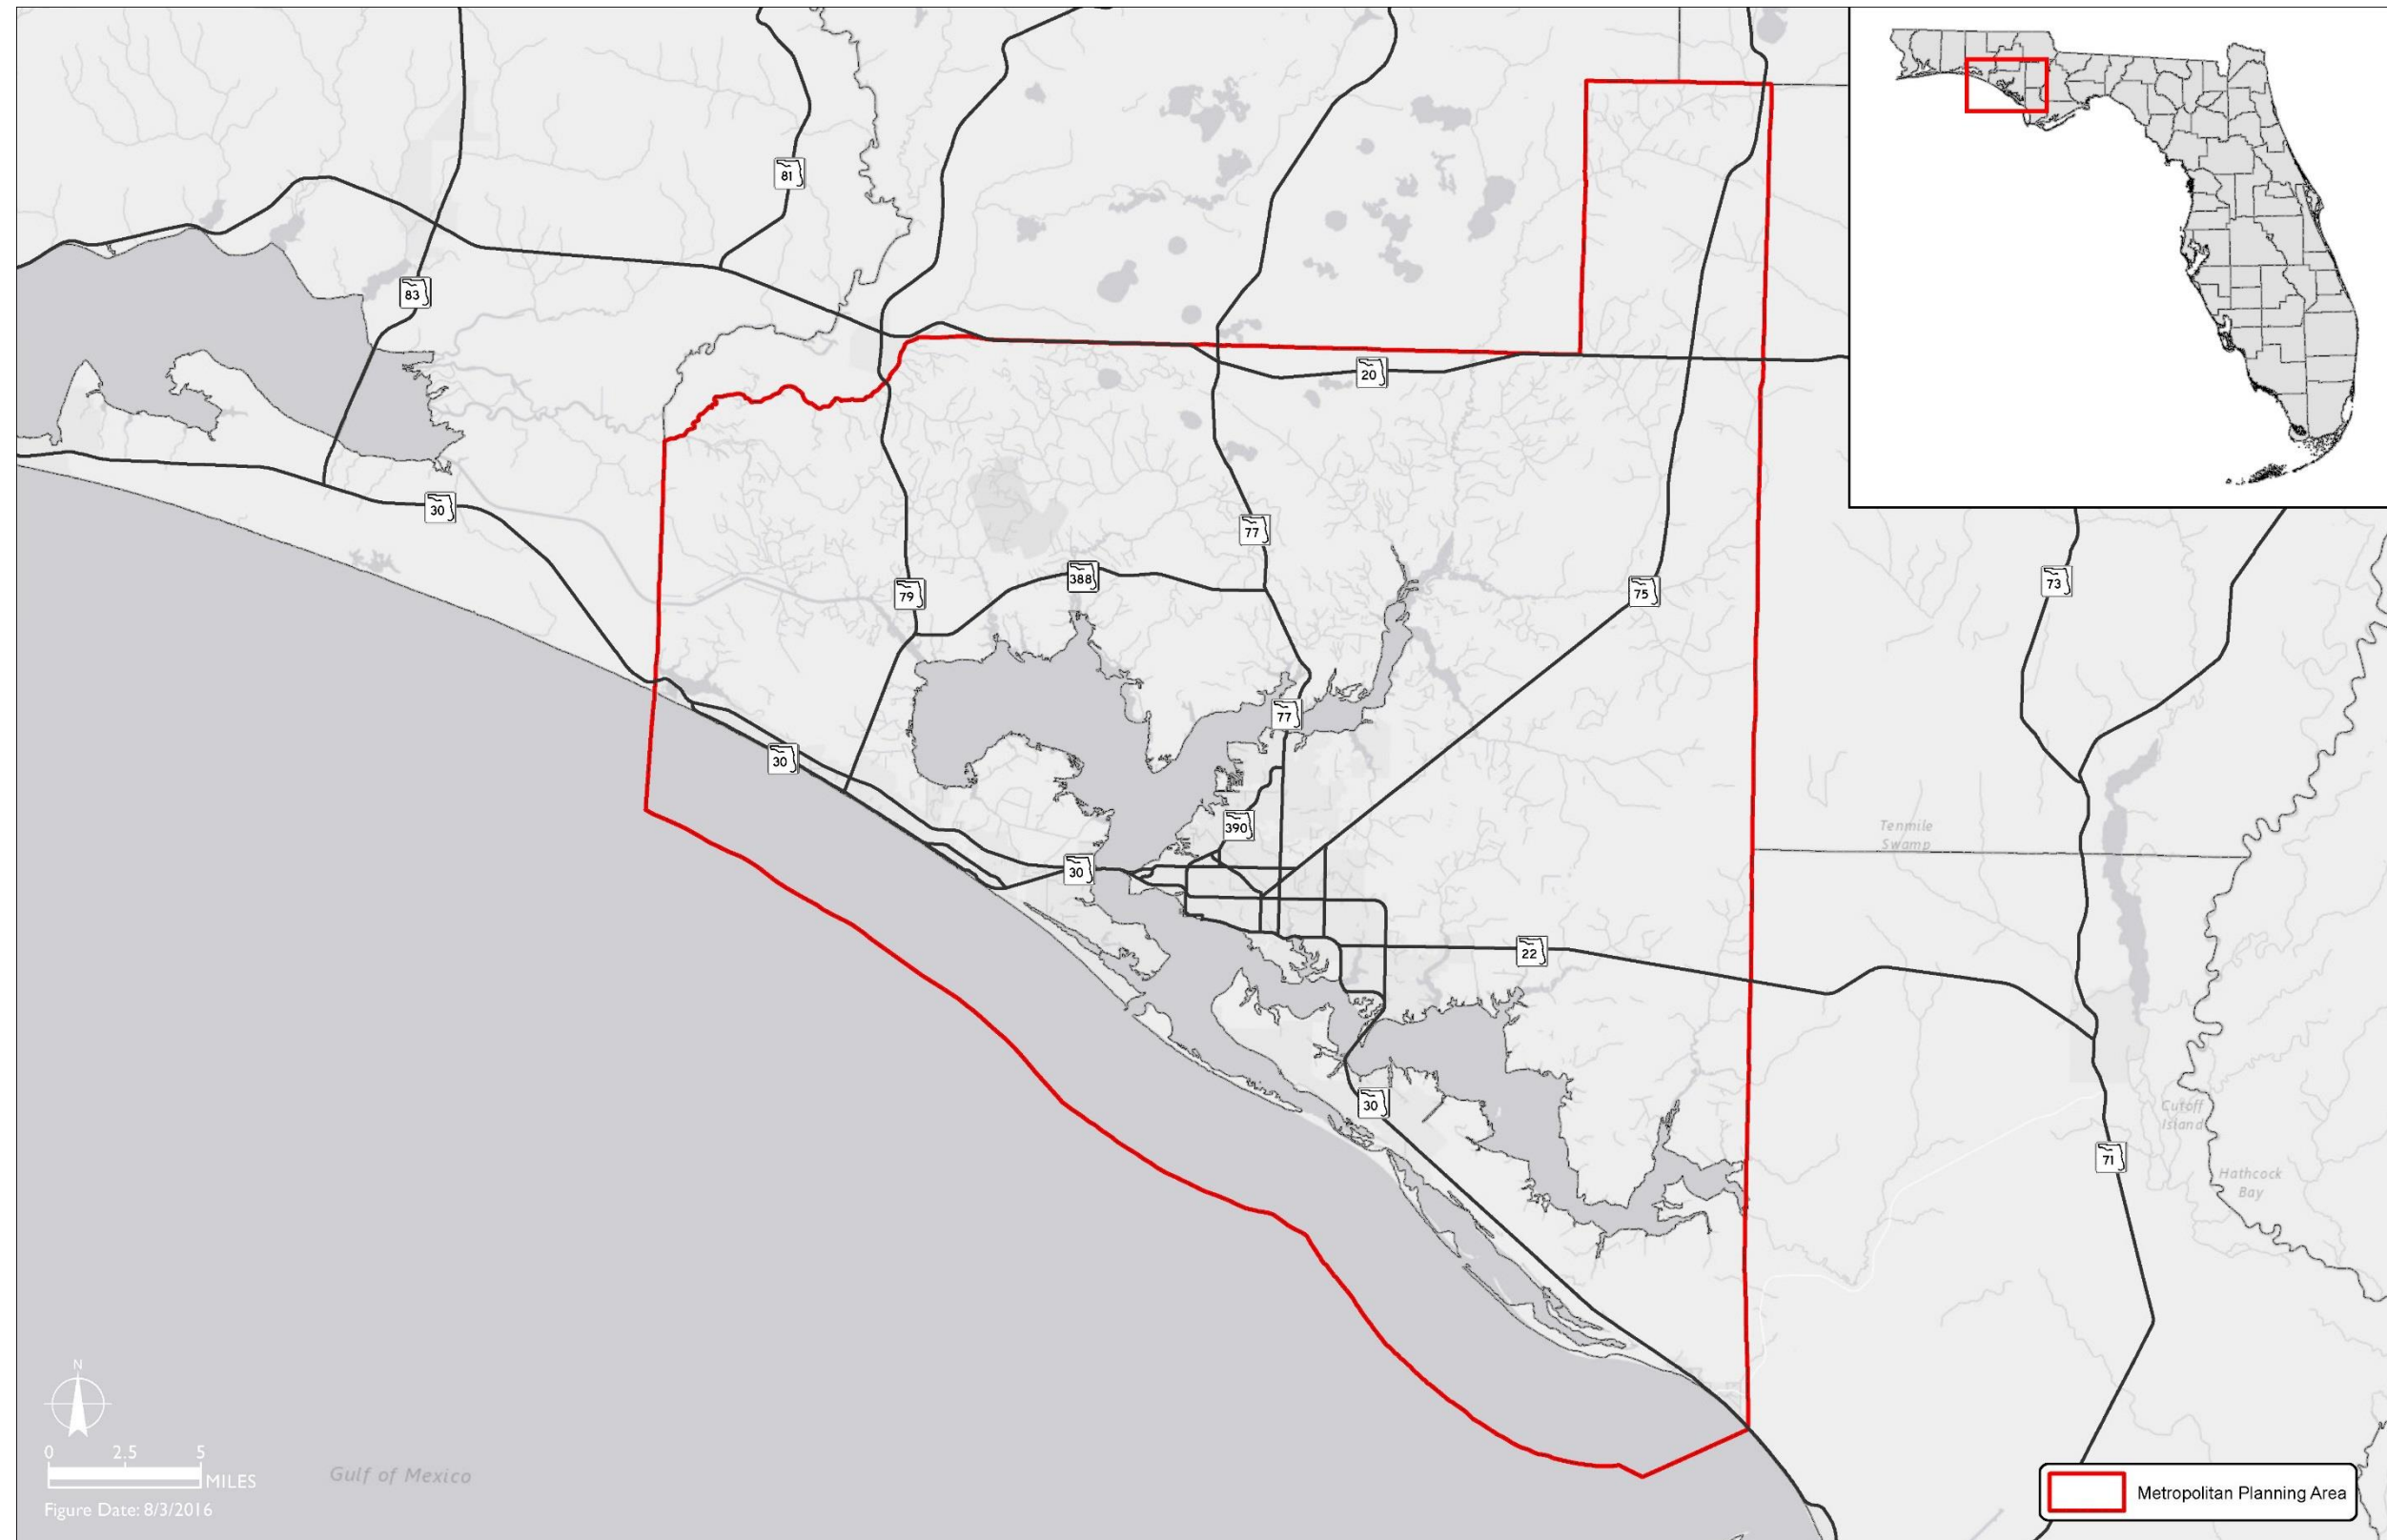 81
83
20
30
77
79
388
75
73
77
30
390
Tenmile
Swamp
30
22
30
Cutoff
Island
71
Hathcock
Bay
N
0 2.5 5
MILES
Gulf of Mexico
Figure Date: 8/3/2016
Metropolitan Planning Area